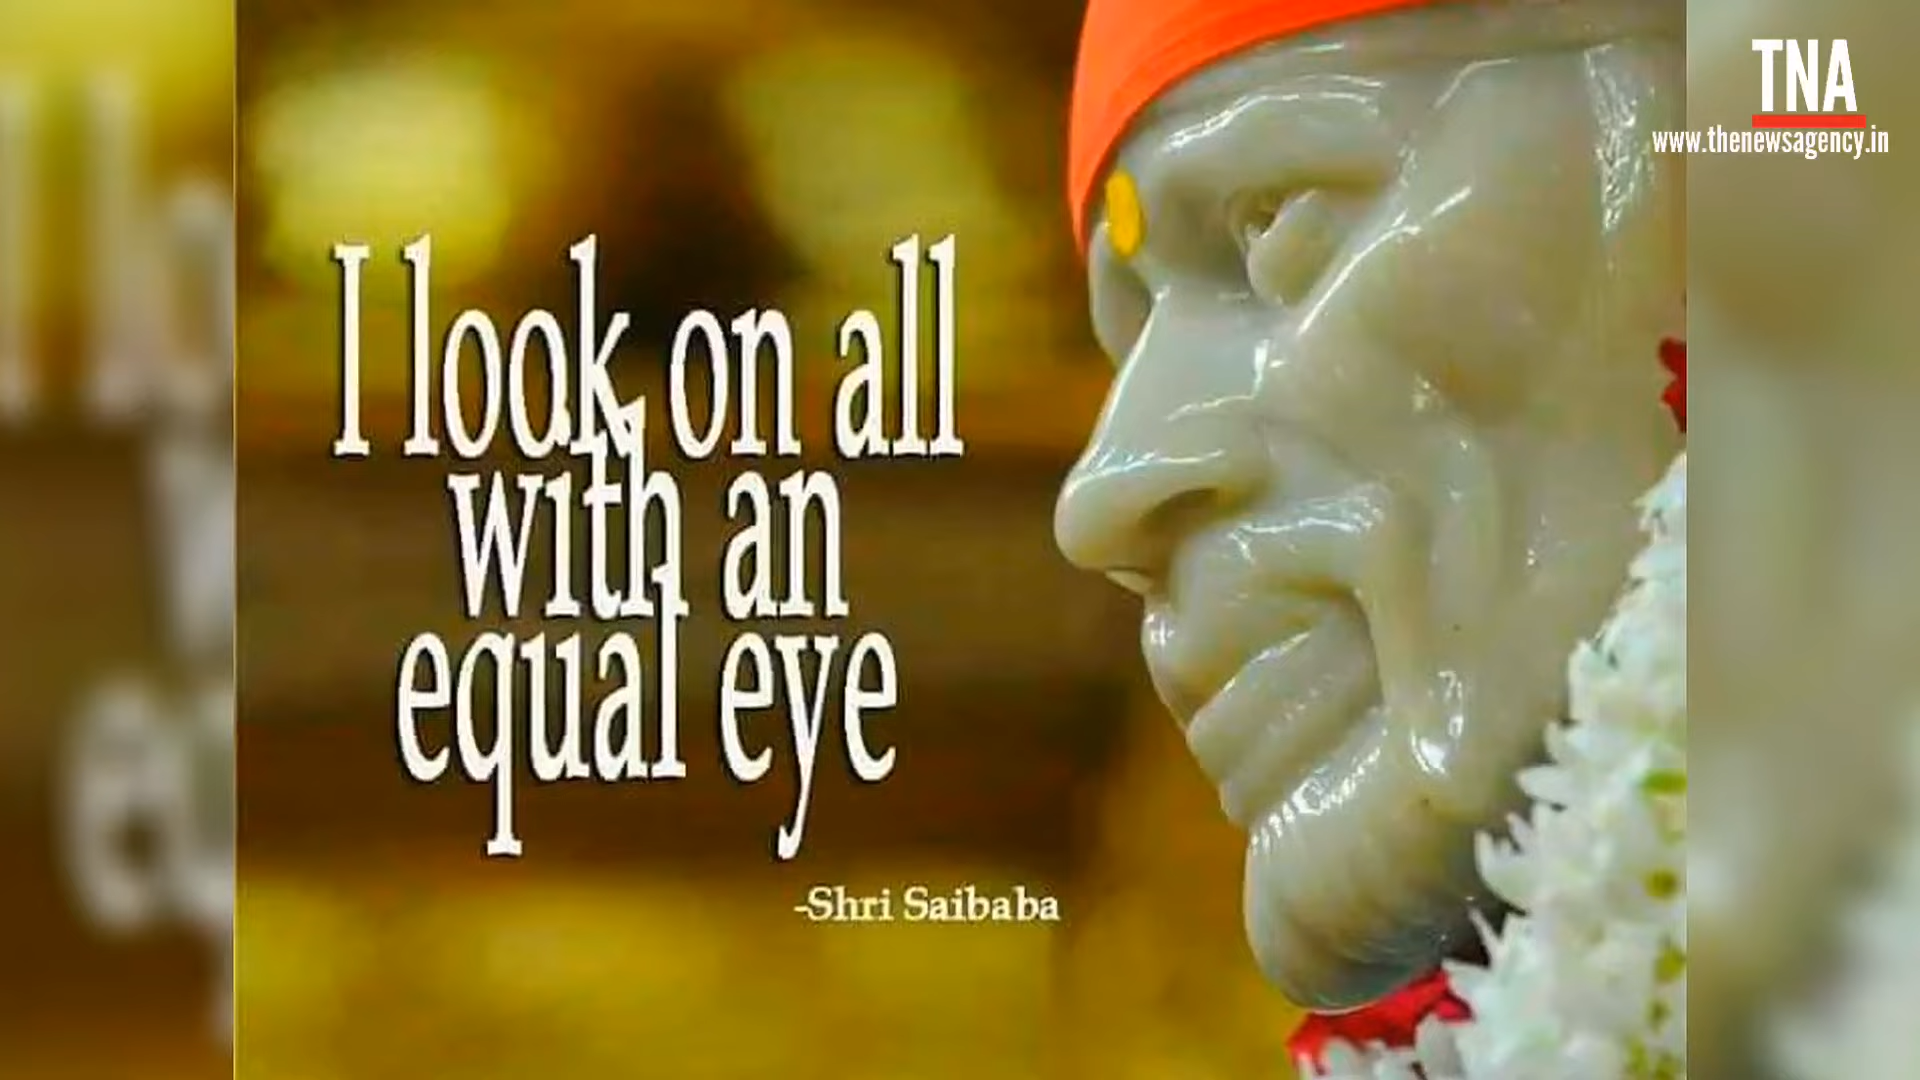 TNA
www.thenewsagency.in
I look on all
with an
equal eye
-Shri Saibaba